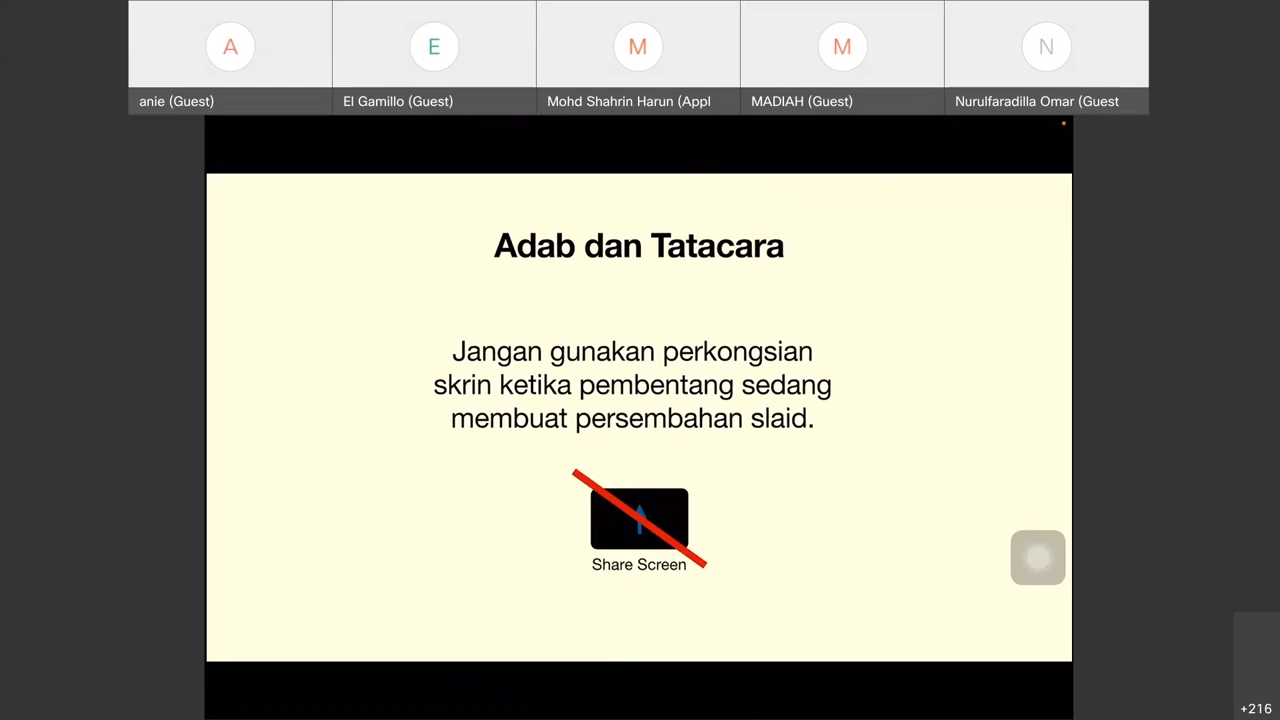 A
E
M
M
N
anie (Guest)
El Gamillo (Guest)
Mohd Shahrin Harun (Appl
MADIAH (Guest)
Nurulfaradilla Omar (Guest
Adab dan Tatacara
Jangan gunakan perkongsian
skrin ketika pembentang sedang
membuat persembahan slaid.
Share Screen
+216